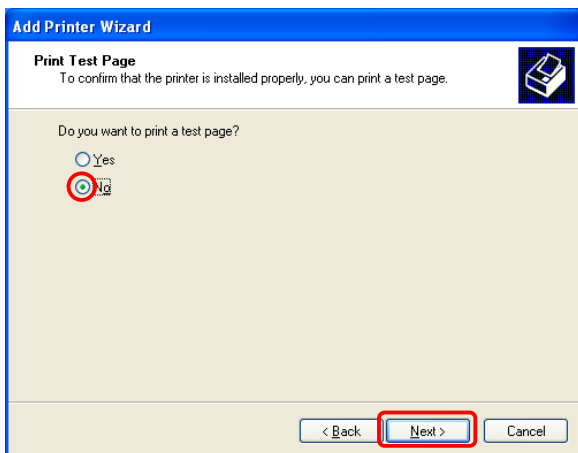 Add Printer Wizard
Print Test Page
To confirm that the printer is installed properly, you can print a test page.
Do you want to print a test page?
Yes
No
< Back Next > Cancel